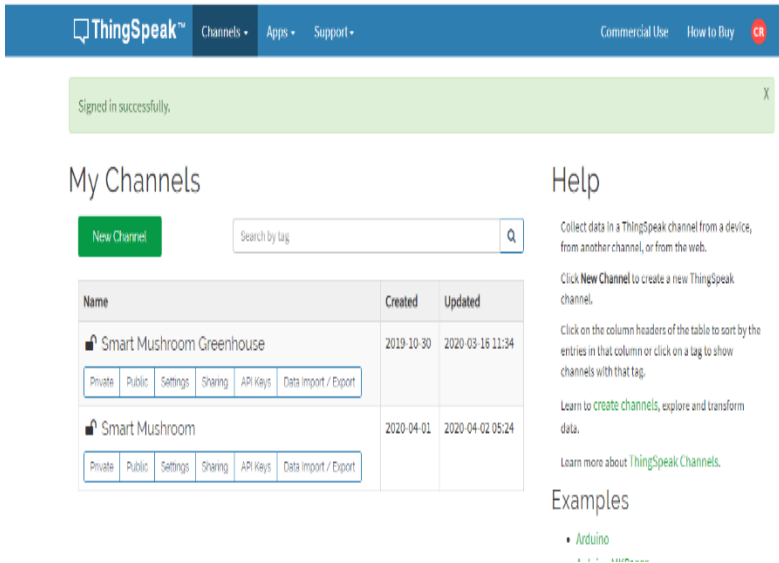 ThingSpeak™ Channels Apps Support Commercial Use How to Buy CR
Signed in successfully. X
My Channels
New Channel Search by tag
Name Created Updated
Smart Mushroom Greenhouse 2019-10-30 2020-03-16 11:34
Private Public Settings Sharing API Keys Data Import / Export
Smart Mushroom 2020-04-01 2020-04-02 05:24
Private Public Settings Sharing API Keys Data Import / Export
Help
Collect data in a ThingSpeak channel from a device,
from another channel, or from the web.
Click New Channel to create a new ThingSpeak
channel.
Click on the column headers of the table to sort by the
entries in that column or click on a tag to show
channels with that tag.
Learn to create channels, explore and transform
data.
Learn more about ThingSpeak Channels.
Examples
Arduino